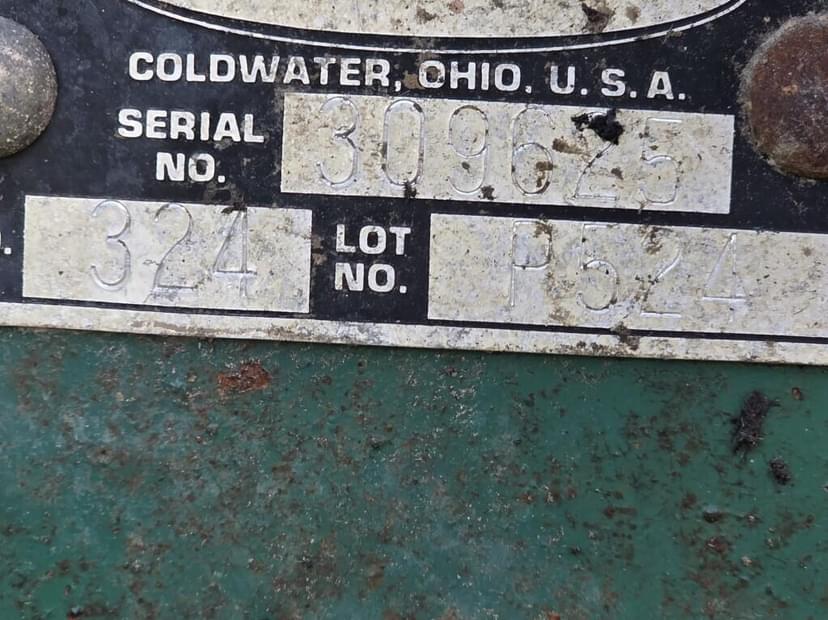 COLDWATER, OHIO, U.S.A.
SERIAL NO. 309625
324 LOT NO. P524